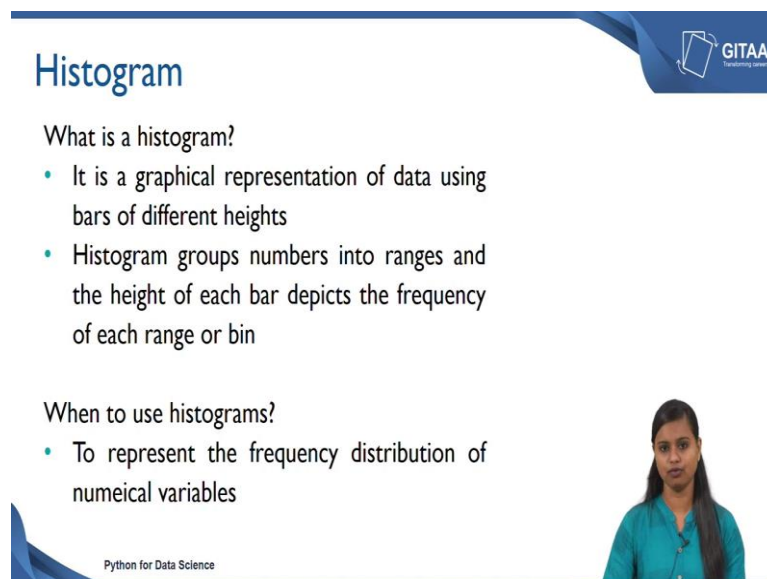 GITAA
Transforming careers
Histogram
What is a histogram?
• It is a graphical representation of data using
bars of different heights
• Histogram groups numbers into ranges and
the height of each bar depicts the frequency
of each range or bin
When to use histograms?
• To represent the frequency distribution of
numeical variables
Python for Data Science